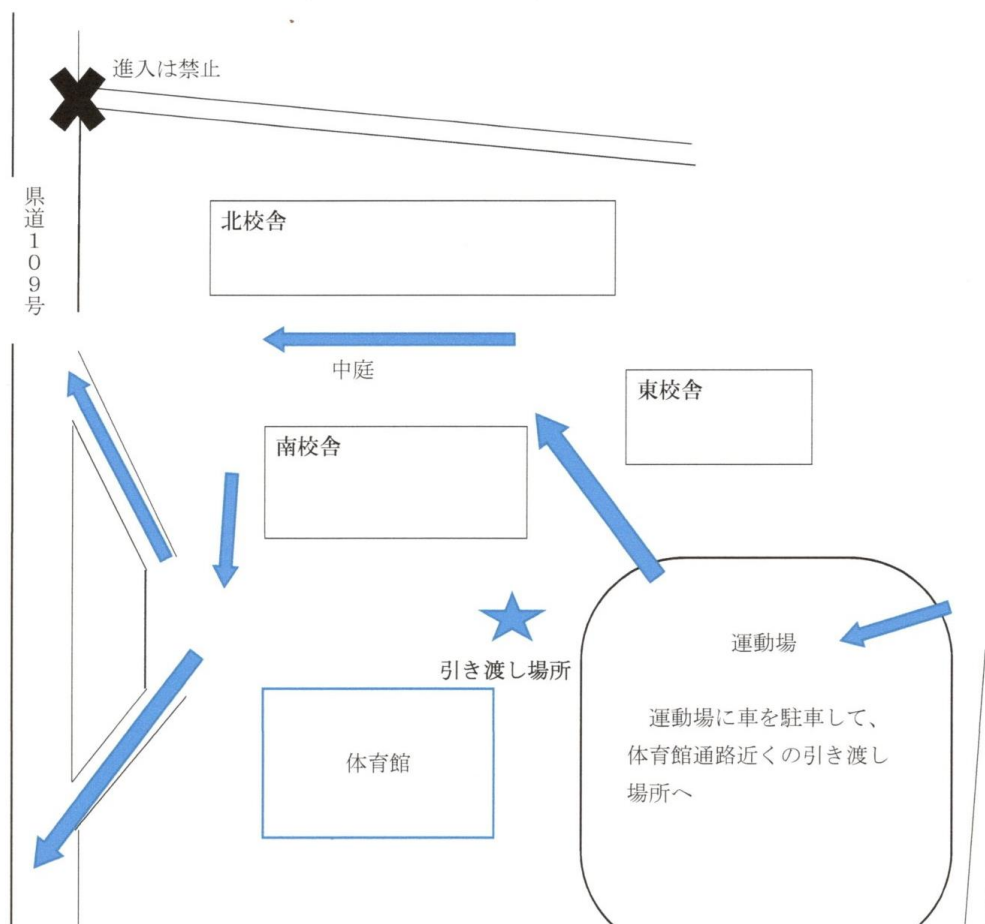 進入は禁止
県道109号
北校舎
中庭
東校舎
南校舎
運動場
引き渡し場所
運動場に車を駐車して、
体育館通路近くの引き渡し
場所へ
体育館